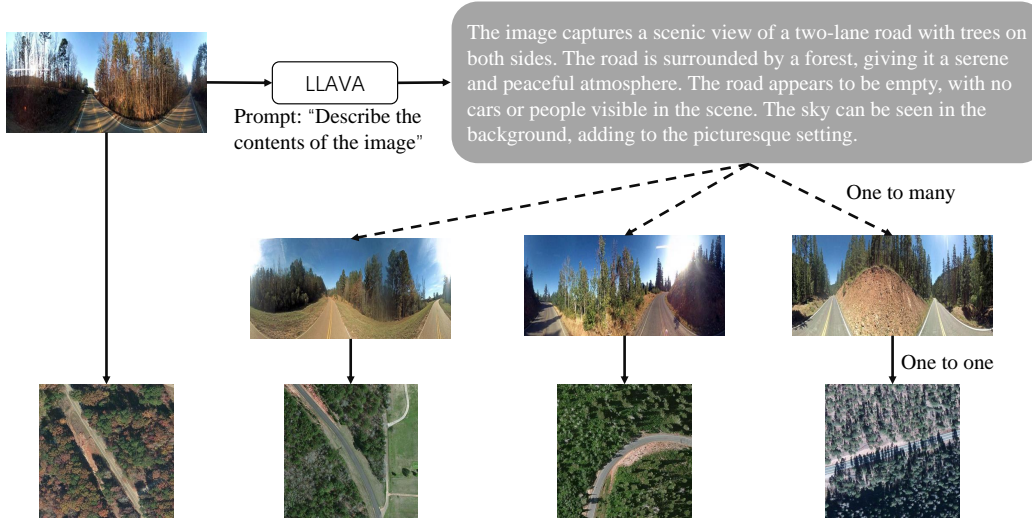 The image captures a scenic view of a two-lane road with trees on
both sides. The road is surrounded by a forest, giving it a serene
and peaceful atmosphere. The road appears to be empty, with no
cars or people visible in the scene. The sky can be seen in the
background, adding to the picturesque setting.
LLAVA
Prompt: "Describe the
contents of the image"
One to many
One to one